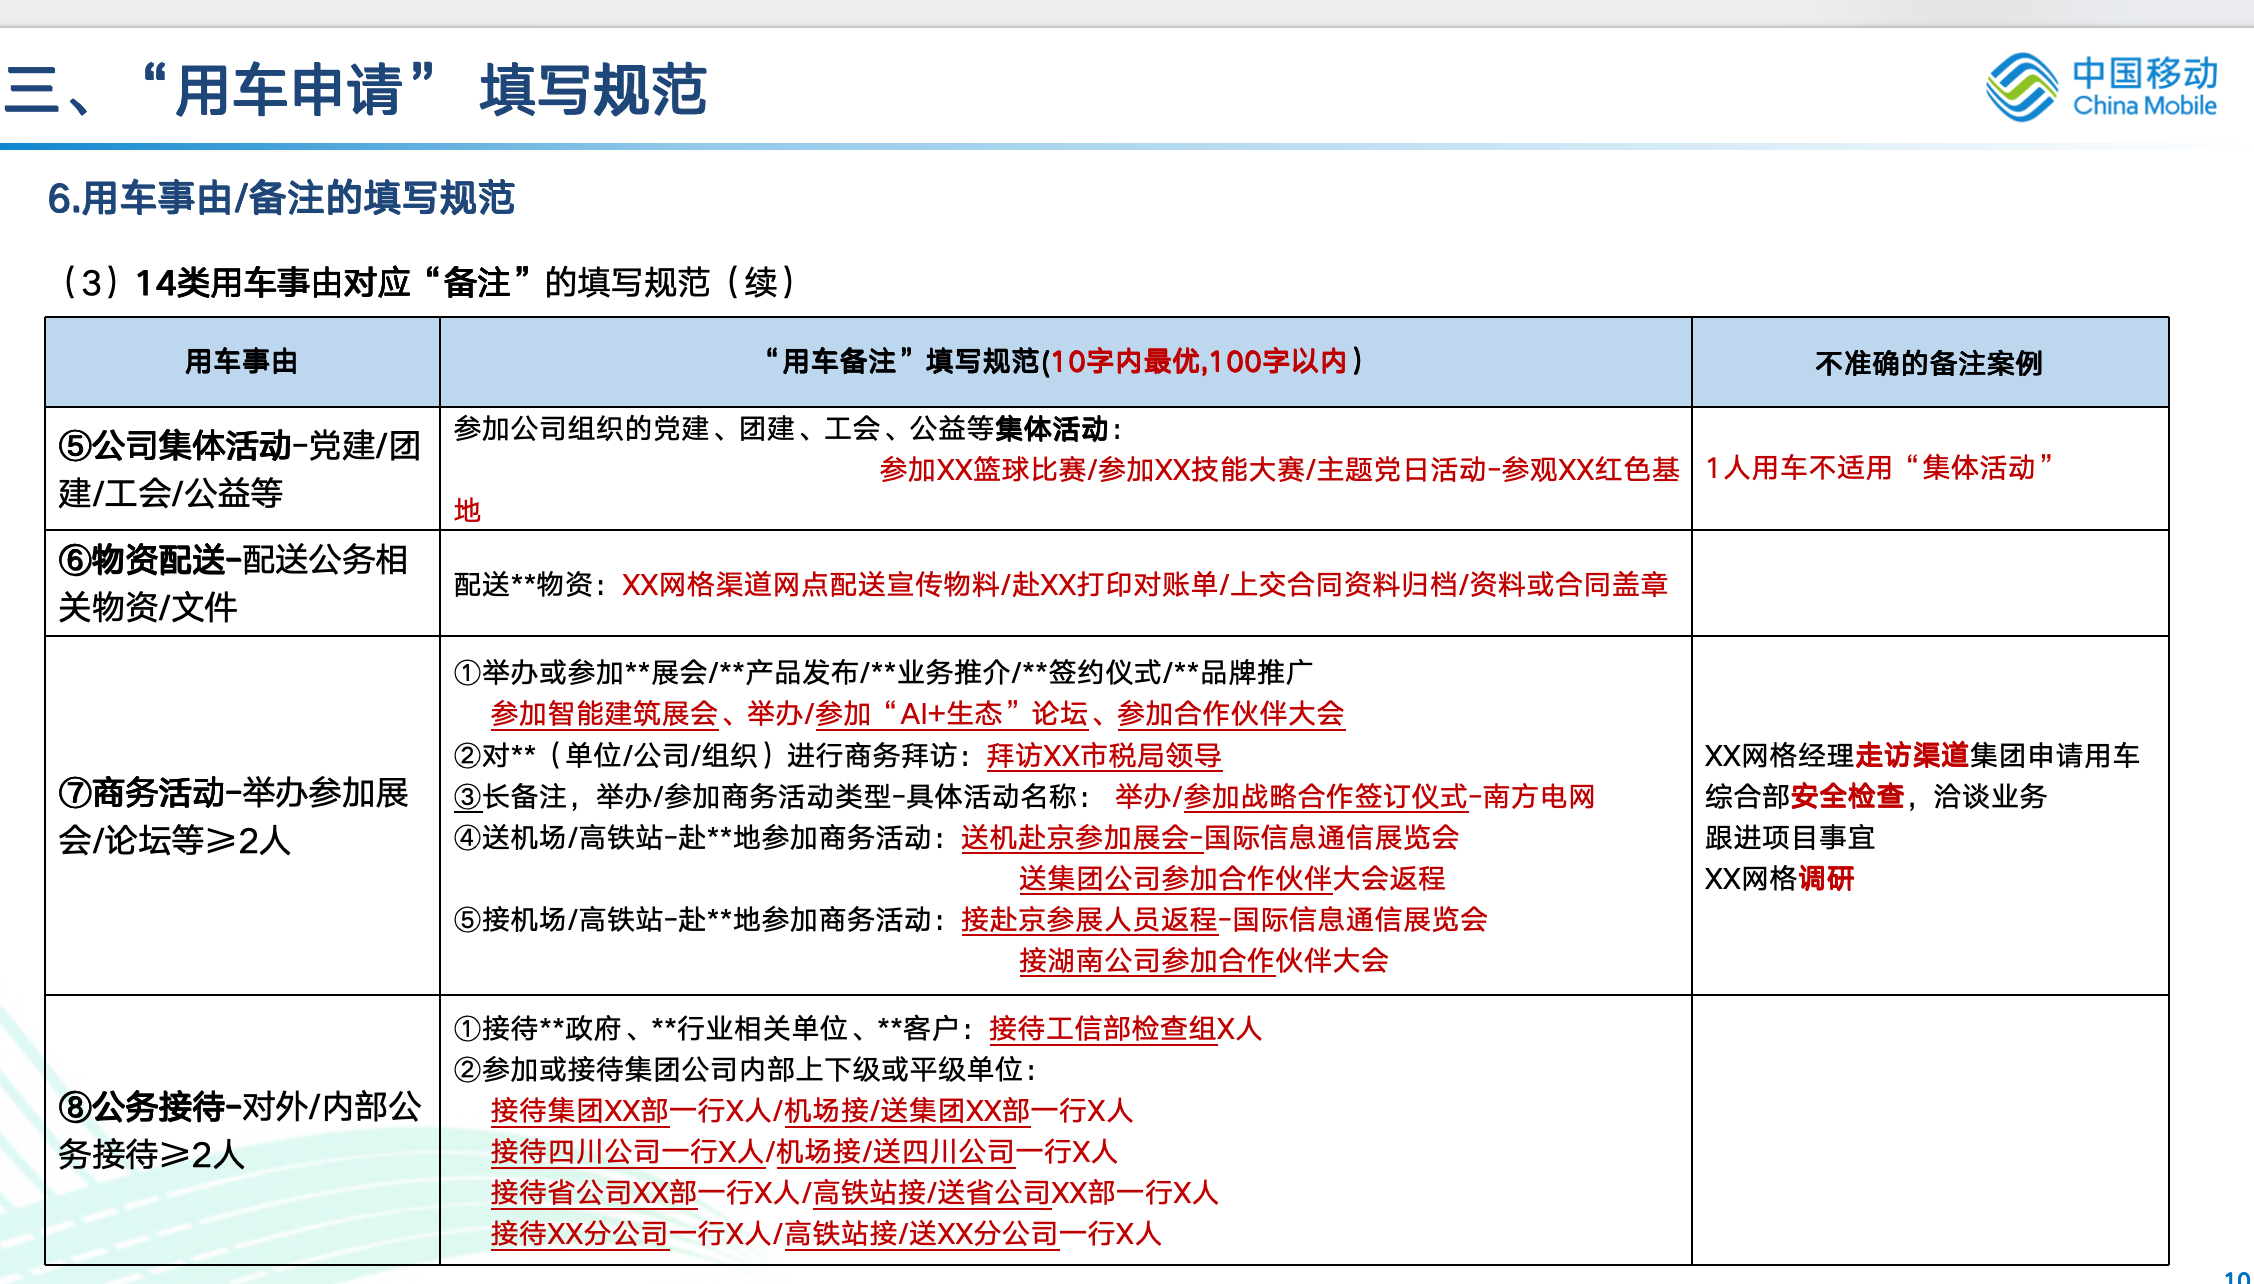 三、“用车申请” 填写规范
中国移动
China Mobile
6.用车事由/备注的填写规范
（3）14类用车事由对应“备注”的填写规范（续）
用车事由
“用车备注”填写规范(10字内最优,100字以内）
不准确的备注案例
⑤公司集体活动-党建/团
建/工会/公益等
参加公司组织的党建、团建、工会、公益等集体活动：
参加XX篮球比赛/参加XX技能大赛/主题党日活动-参观XX红色基
地
1人用车不适用“集体活动”
⑥物资配送-配送公务相
关物资/文件
配送**物资：XX网格渠道网点配送宣传物料/赴XX打印对账单/上交合同资料归档/资料或合同盖章
⑦商务活动-举办参加展
会/论坛等≥2人
①举办或参加**展会/**产品发布/**业务推介/**签约仪式/**品牌推广
参加智能建筑展会、举办/参加“AI+生态”论坛、参加合作伙伴大会
②对**（单位/公司/组织）进行商务拜访：拜访XX市税局领导
③长备注，举办/参加商务活动类型-具体活动名称： 举办/参加战略合作签订仪式-南方电网
④送机场/高铁站-赴**地参加商务活动：送机赴京参加展会-国际信息通信展览会
送集团公司参加合作伙伴大会返程
⑤接机场/高铁站-赴**地参加商务活动：接赴京参展人员返程-国际信息通信展览会
接湖南公司参加合作伙伴大会
XX网格经理走访渠道集团申请用车
综合部安全检查，洽谈业务
跟进项目事宜
XX网格调研
⑧公务接待-对外/内部公
务接待≥2人
①接待**政府、**行业相关单位、**客户：接待工信部检查组X人
②参加或接待集团公司内部上下级或平级单位：
接待集团XX部一行X人/机场接/送集团XX部一行X人
接待四川公司一行X人/机场接/送四川公司一行X人
接待省公司XX部一行X人/高铁站接/送省公司XX部一行X人
接待XX分公司一行X人/高铁站接/送XX分公司一行X人
10